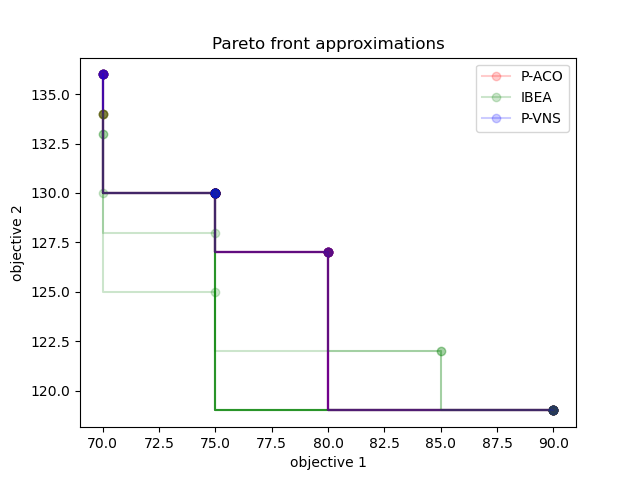 Pareto front approximations
P-ACO
IBEA
P-VNS
objective 2
135.0
132.5
130.0
127.5
125.0
122.5
120.0
70.0 72.5 75.0 77.5 80.0 82.5 85.0 87.5 90.0
objective 1